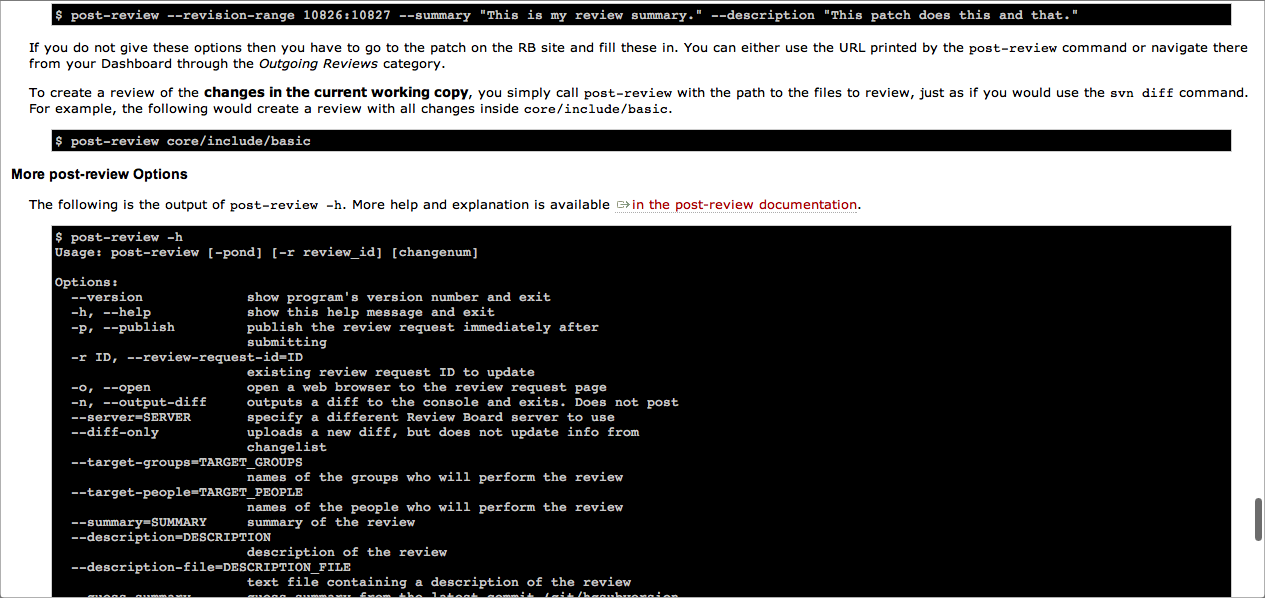 $ post-review --revision-range 10826:10827 --summary "This is my review summary." --description "This patch does this and that."
If you do not give these options then you have to go to the patch on the RB site and fill these in. You can either use the URL printed by the post-review command or navigate there
from your Dashboard through the Outgoing Reviews category.
To create a review of the changes in the current working copy, you simply call post-review with the path to the files to review, just as if you would use the svn diff command.
For example, the following would create a review with all changes inside core/include/basic.
$ post-review core/include/basic
More post-review Options
The following is the output of post-review -h. More help and explanation is available in the post-review documentation.
$ post-review -h
Usage: post-review [-pond] [-r review_id] [changenum]
Options:
--version show program's version number and exit
-h, --help show this help message and exit
-p, --publish publish the review request immediately after
submitting
-r ID, --review-request-id=ID
existing review request ID to update
-o, --open open a web browser to the review request page
-n, --output-diff outputs a diff to the console and exits. Does not post
--server=SERVER specify a different Review Board server to use
--diff-only uploads a new diff, but does not update info from
changelist
--target-groups=TARGET_GROUPS
names of the groups who will perform the review
--target-people=TARGET_PEOPLE
names of the people who will perform the review
--summary=SUMMARY summary of the review
--description=DESCRIPTION
description of the review
--description-file=DESCRIPTION_FILE
text file containing a description of the review
--guess-summary guess summary from the latest commit (git/hgsubversion